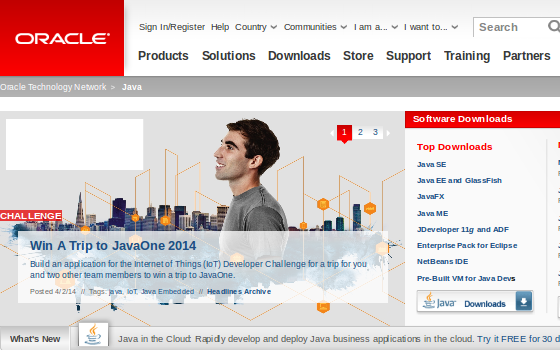 ORACLE
Sign In/Register Help Country Communities I am a... I want to... Search
Products Solutions Downloads Store Support Training Partners
Oracle Technology Network > Java
Software Downloads
1 2 3
Top Downloads
Java SE
Java EE and GlassFish
JavaFX
Java ME
JDeveloper 11g and ADF
Enterprise Pack for Eclipse
NetBeans IDE
Pre-Built VM for Java Devs
Java Downloads
CHALLENGE
Win A Trip to JavaOne 2014
Build an application for the Internet of Things (IoT) Developer Challenge for a trip for you
and two other team members to win a trip to JavaOne.
Posted 4/2/14 // Tags: java, IoT, Java Embedded // Headlines Archive
What's New Java in the Cloud: Rapidly develop and deploy Java business applications in the cloud. Try it FREE for 30